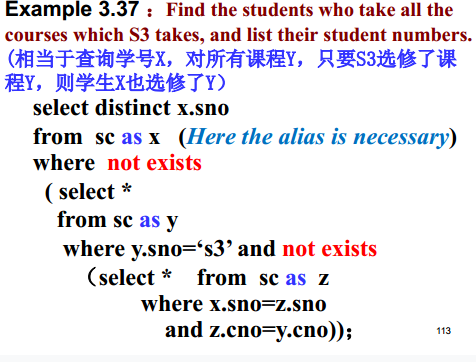 Example 3.37 ：Find the students who take all the
courses which S3 takes, and list their student numbers.
(相当于查询学号X，对所有课程Y，只要S3选修了课
程Y，则学生X也选修了Y）
select distinct x.sno
from sc as x (Here the alias is necessary)
where not exists
( select *
from sc as y
where y.sno=‘s3’ and not exists
（select * from sc as z
where x.sno=z.sno
and z.cno=y.cno))；
113